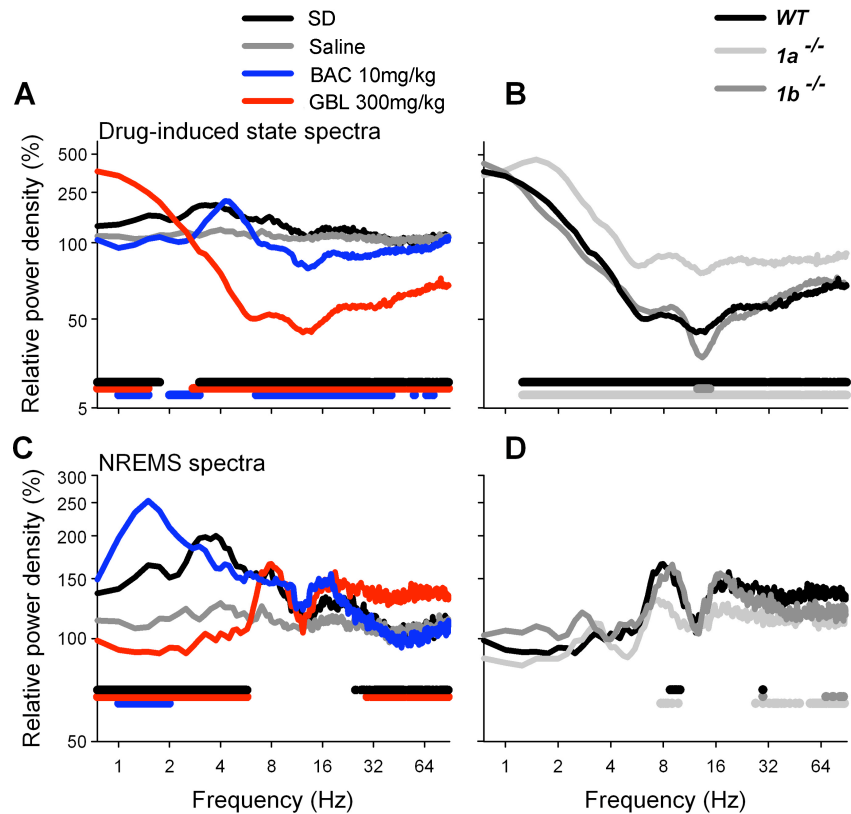 SD
Saline
BAC 10mg/kg
GBL 300mg/kg
WT
1a -/-
1b -/-
A
B
Drug-induced state spectra
Relative power density (%)
500
250
100
50
5
C
D
NREMS spectra
Relative power density (%)
300
250
200
150
100
50
1 2 4 8 16 32 64
1 2 4 8 16 32 64
Frequency (Hz)
Frequency (Hz)